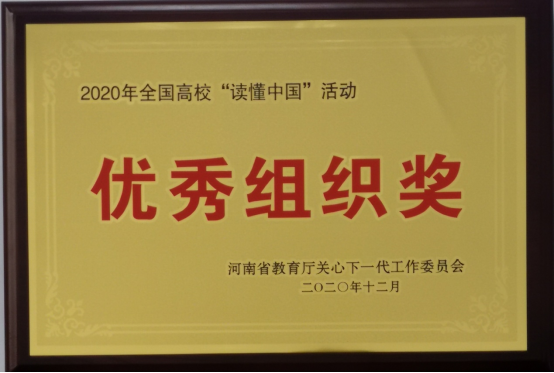 2020年全国高校“读懂中国”活动
优秀组织奖
河南省教育厅关心下一代工作委员会
二〇二〇年十二月